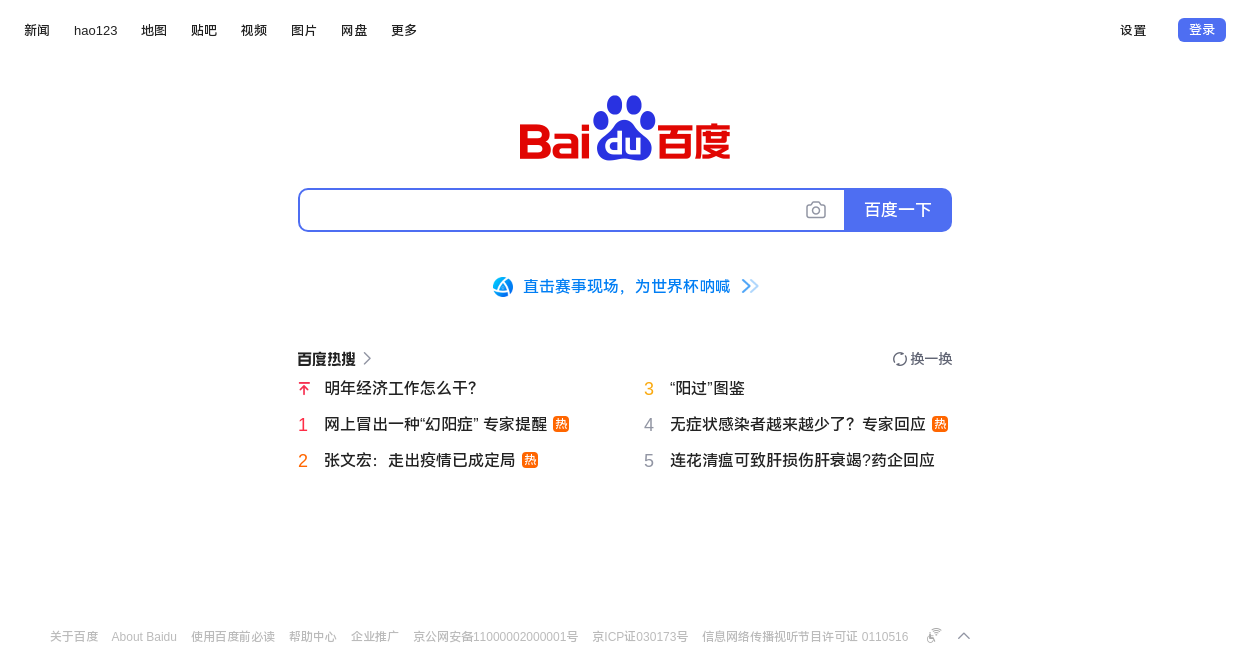 新闻 hao123 地图 贴吧 视频 图片 网盘 更多 设置 登录
Bai du 百度
百度一下
直击赛事现场，为世界杯呐喊
百度热搜 换一换
明年经济工作怎么干? 3 “阳过”图鉴
1 网上冒出一种“幻阳症” 专家提醒 热 4 无症状感染者越来越少了？专家回应 热
2 张文宏：走出疫情已成定局 热 5 连花清瘟可致肝损伤肝衰竭?药企回应
关于百度 About Baidu 使用百度前必读 帮助中心 企业推广 京公网安备11000002000001号 京ICP证030173号 信息网络传播视听节目许可证 0110516